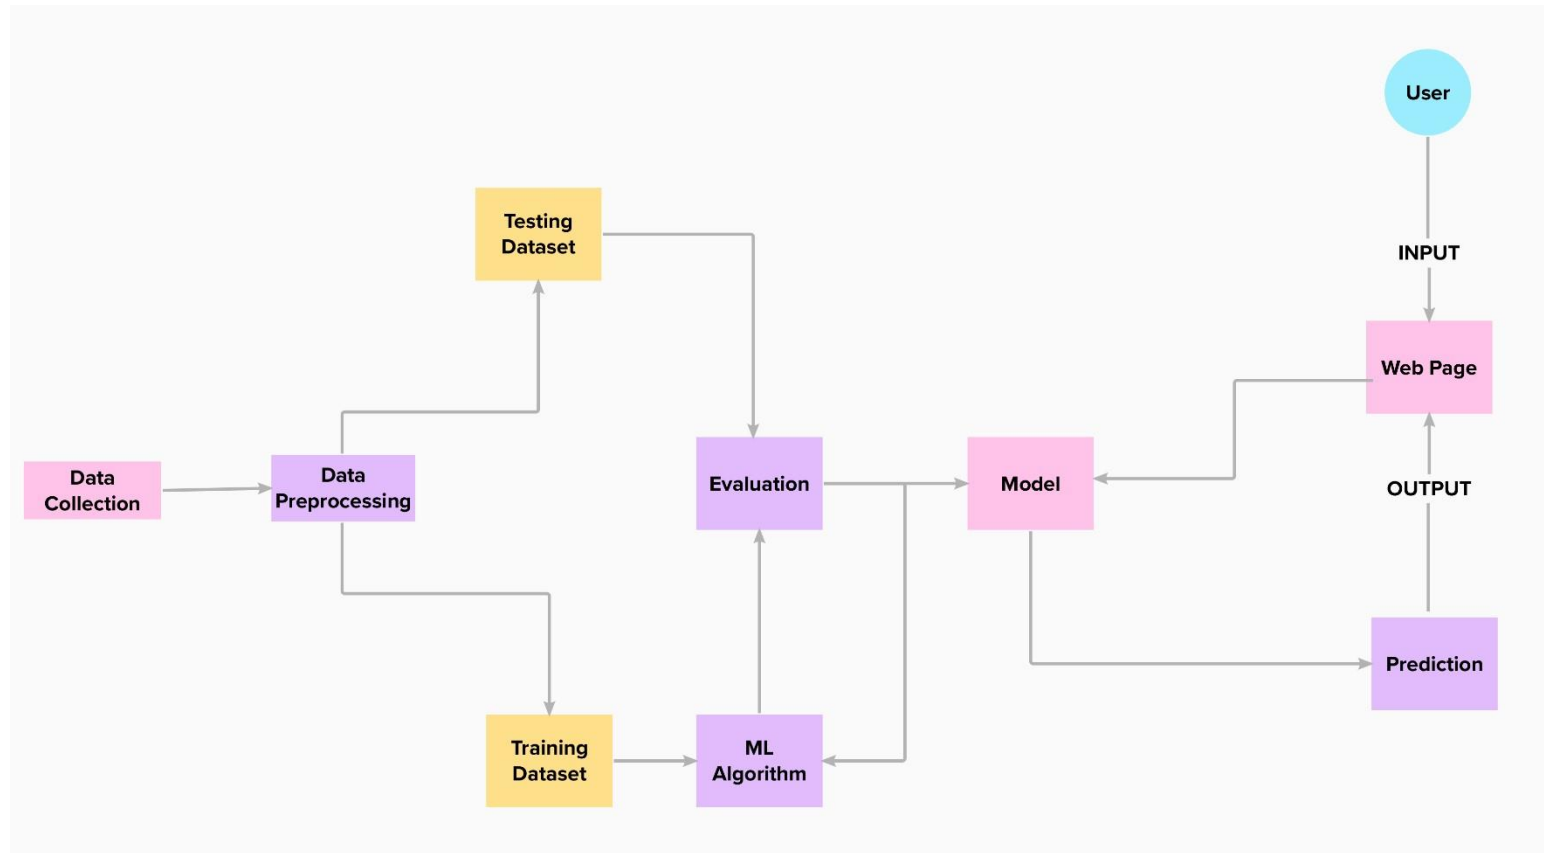 User
INPUT
Web Page
OUTPUT
Prediction
Testing
Dataset
Data
Collection
Data
Preprocessing
Evaluation
Model
Training
Dataset
ML
Algorithm